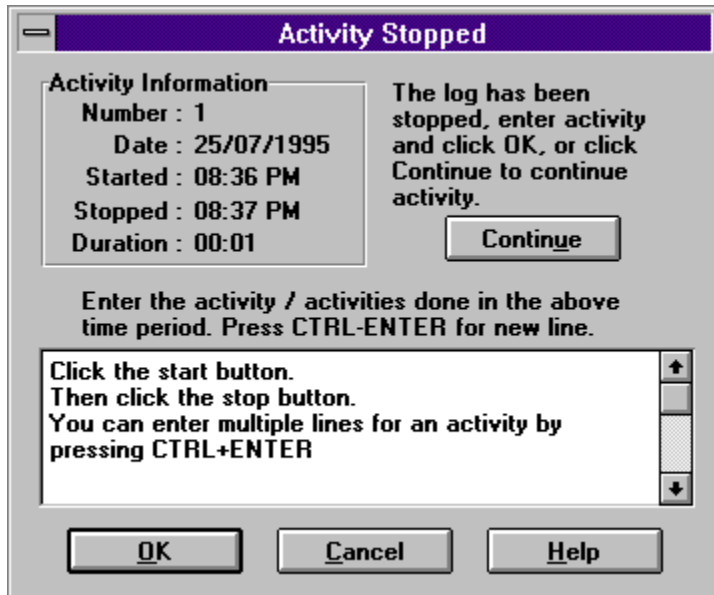 Activity Stopped
Activity Information
Number : 1
Date : 25/07/1995
Started : 08:36 PM
Stopped : 08:37 PM
Duration : 00:01
The log has been
stopped, enter activity
and click OK, or click
Continue to continue
activity.
Continue
Enter the activity / activities done in the above
time period. Press CTRL-ENTER for new line.
Click the start button.
Then click the stop button.
You can enter multiple lines for an activity by
pressing CTRL+ENTER
OK
Cancel
Help